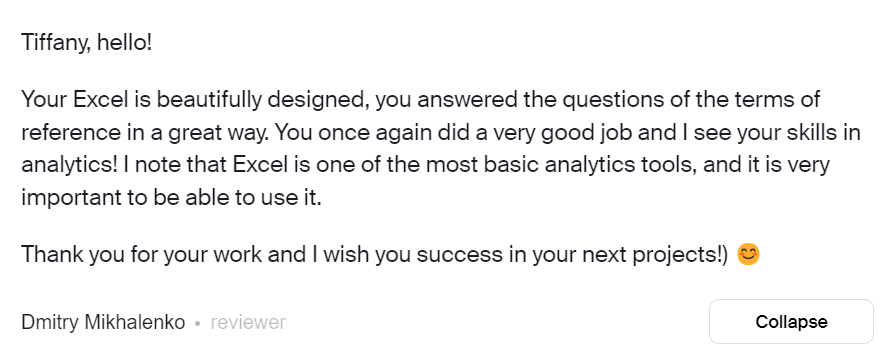 Tiffany, hello!
Your Excel is beautifully designed, you answered the questions of the terms of
reference in a great way. You once again did a very good job and I see your skills in
analytics! I note that Excel is one of the most basic analytics tools, and it is very
important to be able to use it.
Thank you for your work and I wish you success in your next projects!) 😊
Dmitry Mikhalenko • reviewer
Collapse